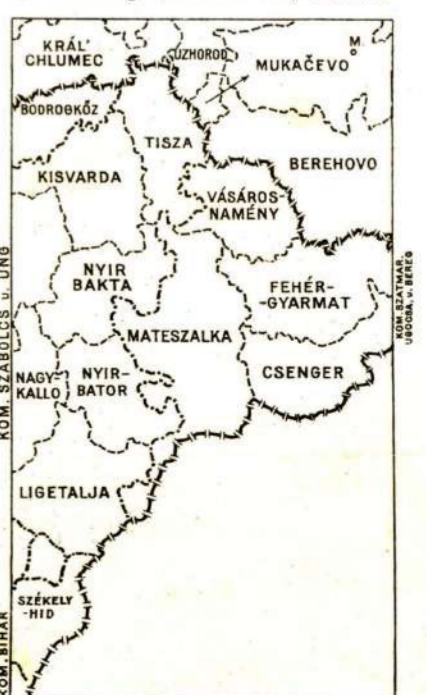 KRÁL'
CHLUMEC
UZHOROD
M.
MUKAČEVO
BODROGKÖZ
TISZA
BEREHOVO
KISVARDA
VÁSÁROS-
NAMÉNY
NYIR
BAKTA
FEHÉR-
-GYARMAT
MATESZALKA
NAGY-
KALLO
NYIR-
BATOR
CSENGER
LIGETALJA
SZÉKELY
-HID
KOM. SZABOLCS u. UNG
KOM. BIHAR
KOM. SZATMAR,
UGOCSA, u. BEREG